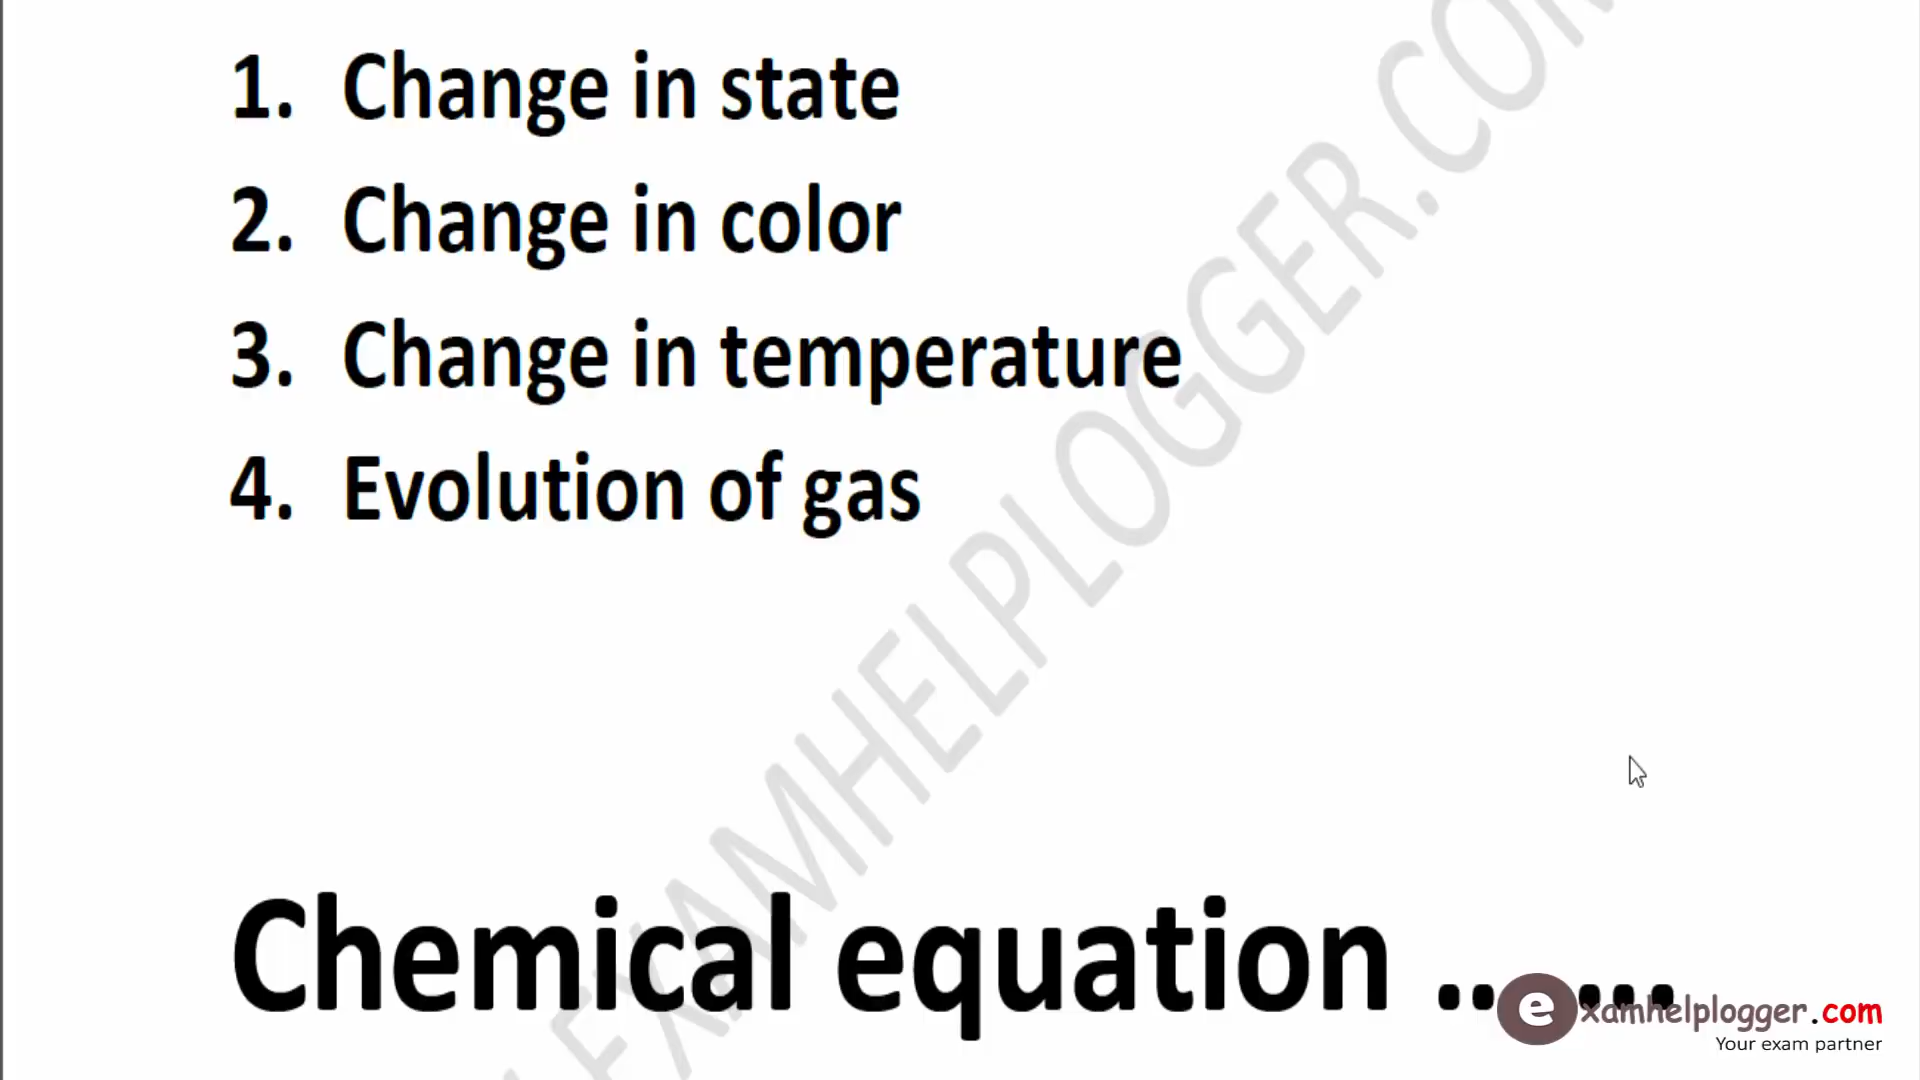 1. Change in state
2. Change in color
3. Change in temperature
4. Evolution of gas
EXAMHELPLOGGER.COM
Chemical equation .......
examhelplogger.com
Your exam partner